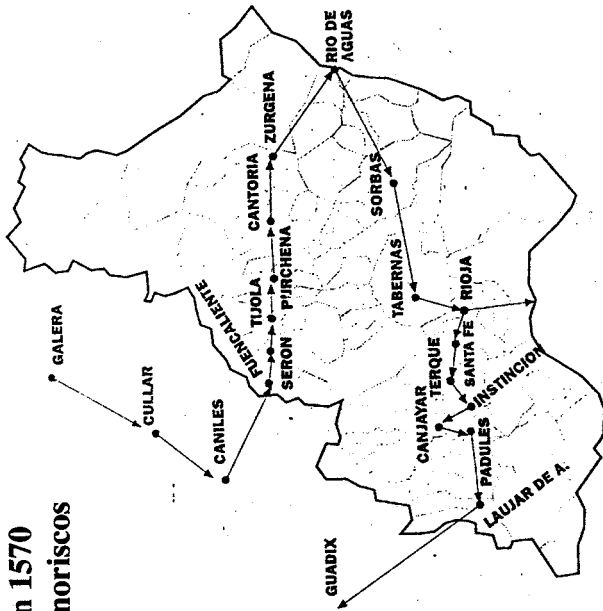 n 1570
noriscos
GALERA
CULLAR
CANILES
FUENCALIENTE
SERON
TIJOLA
PURCHENA
CANTORIA
ZURGENA
RIO DE
AGUAS
SORBAS
TABERNAS
RIOJA
SANTA FE
TERQUE
INSTINCION
CANJAYAR
PADULES
LAUJAR DE A.
GUADIX